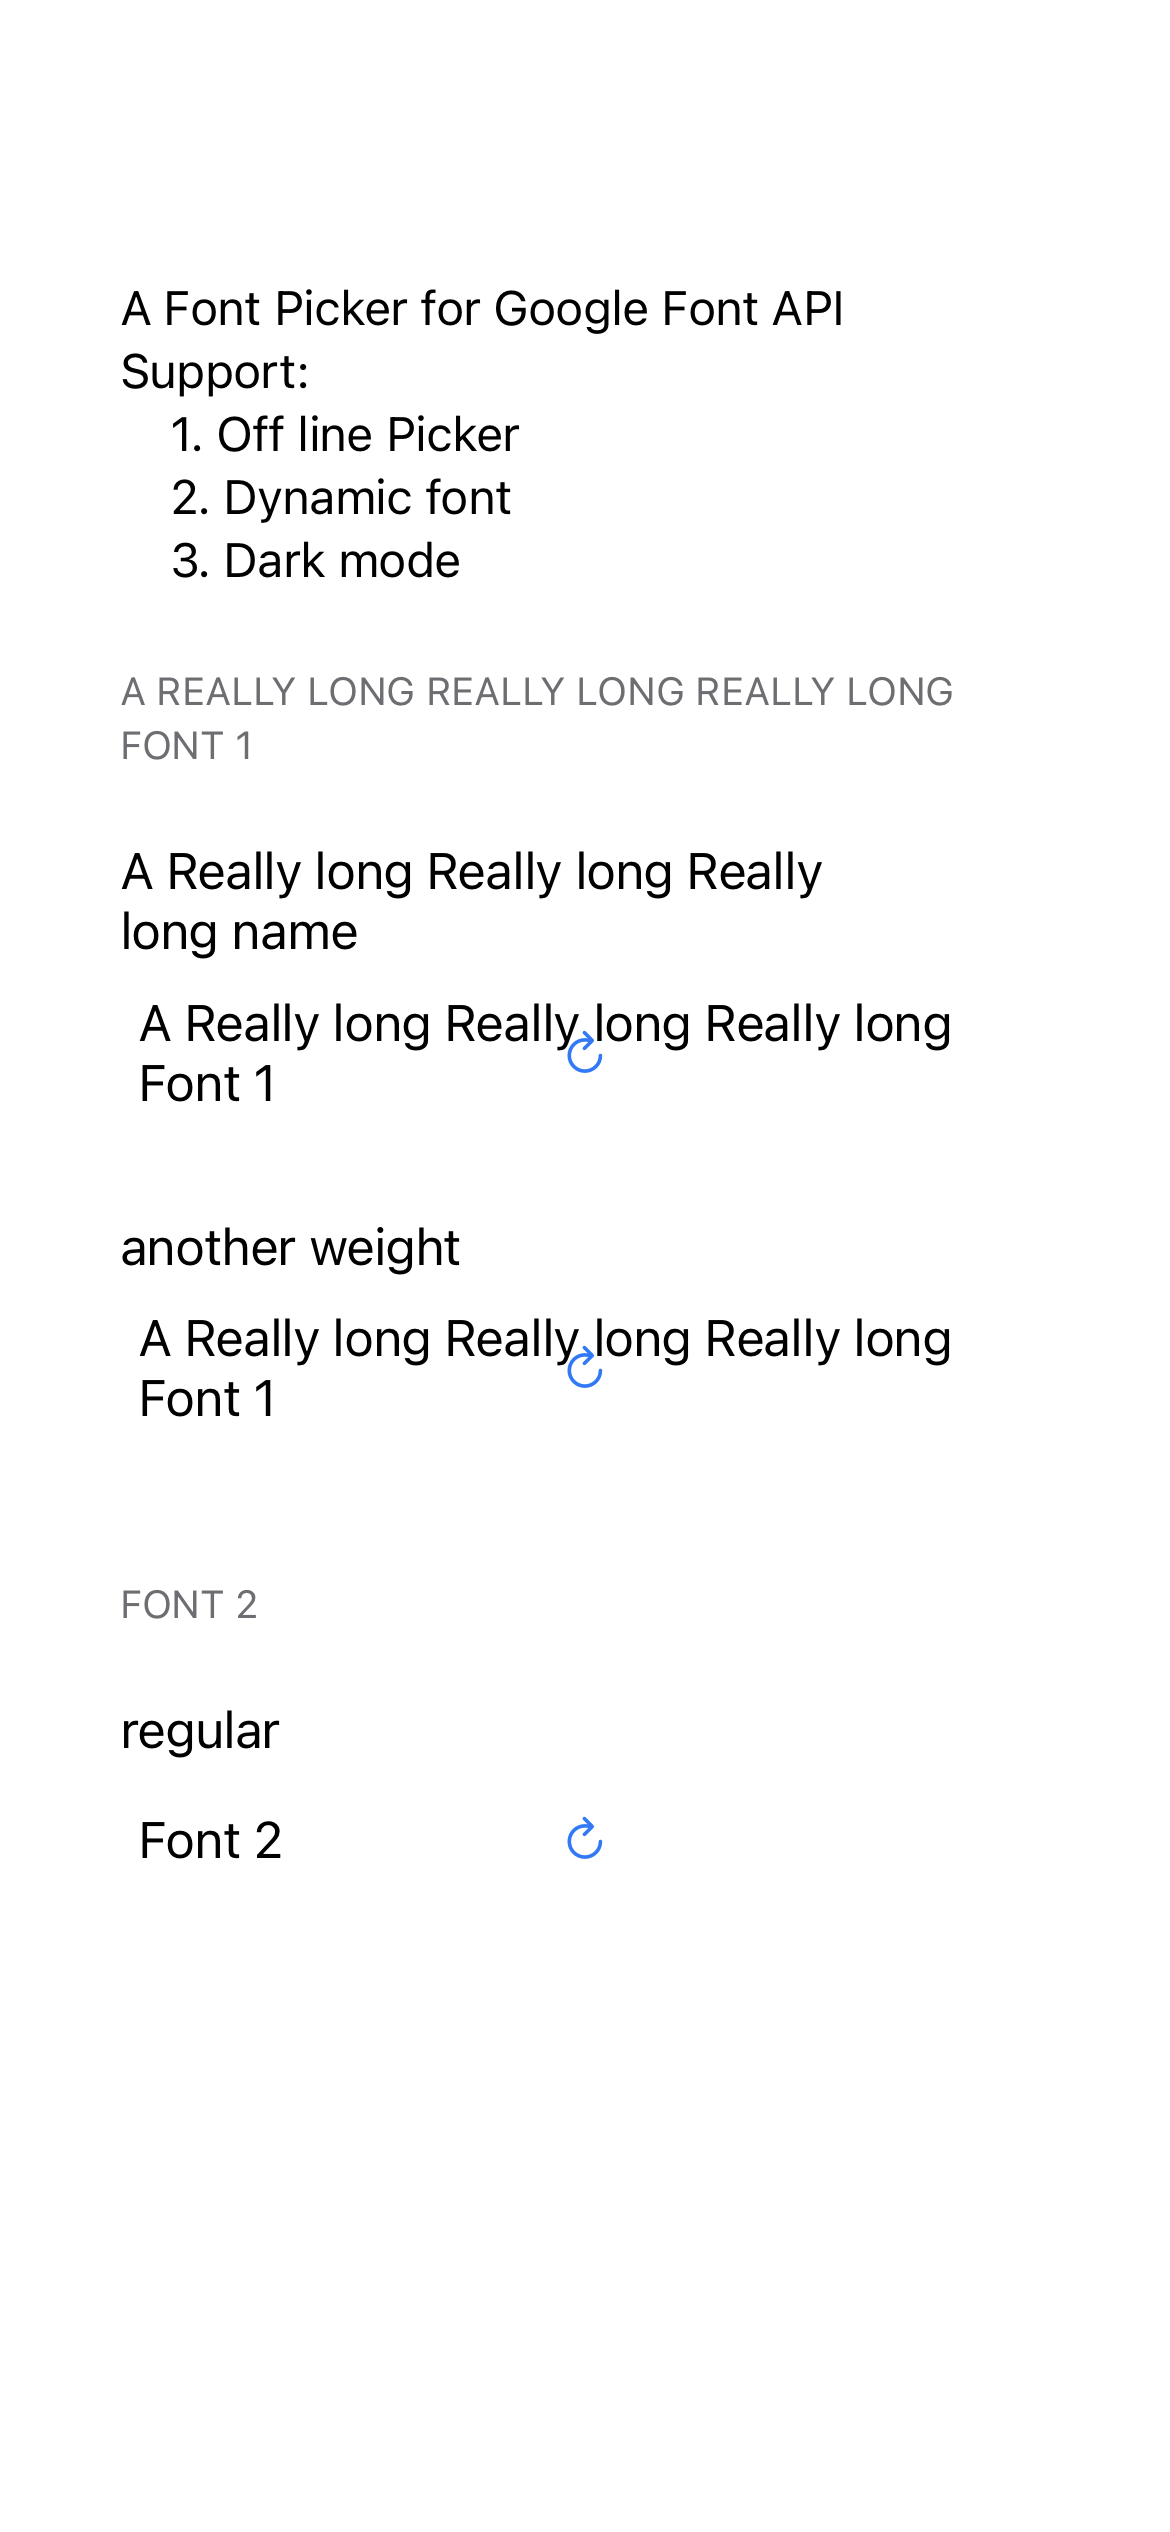 A Font Picker for Google Font API
Support:
1. Off line Picker
2. Dynamic font
3. Dark mode
A REALLY LONG REALLY LONG REALLY LONG
FONT 1
A Really long Really long Really
long name
A Really long Really long Really long
Font 1
another weight
A Really long Really long Really long
Font 1
FONT 2
regular
Font 2